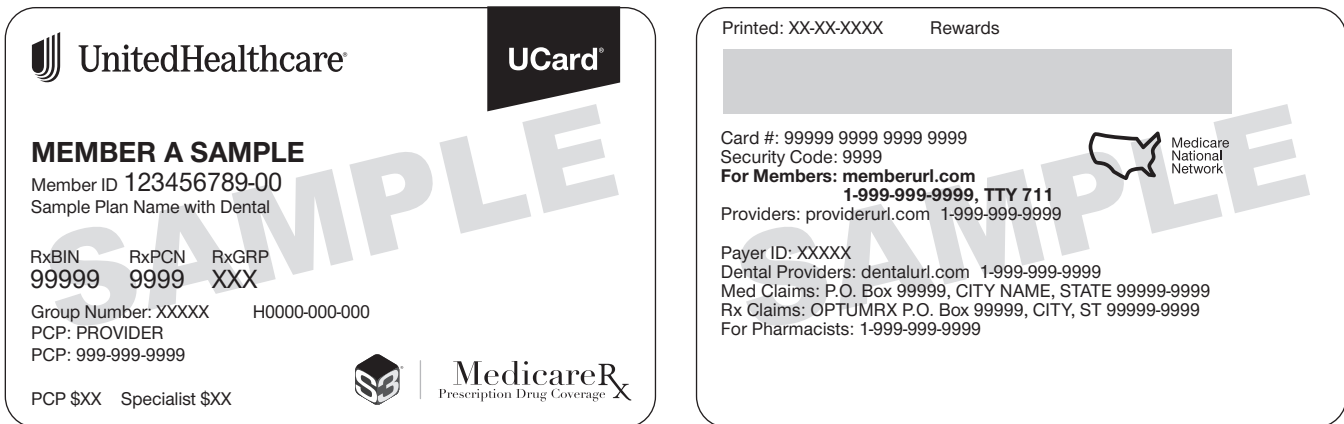 UnitedHealthcare®
UCard®
SAMPLE
MEMBER A SAMPLE
Member ID 123456789-00
Sample Plan Name with Dental
RxBIN RxPCN RxGRP
99999 9999 XXX
Group Number: XXXXX H0000-000-000
PCP: PROVIDER
PCP: 999-999-9999
PCP $XX Specialist $XX
S3
MedicareRx
Prescription Drug Coverage
Printed: XX-XX-XXXX Rewards
SAMPLE
Card #: 99999 9999 9999 9999
Security Code: 9999
For Members: memberurl.com
1-999-999-9999, TTY 711
Providers: providerurl.com 1-999-999-9999
Medicare
National
Network
Payer ID: XXXXX
Dental Providers: dentalurl.com 1-999-999-9999
Med Claims: P.O. Box 99999, CITY NAME, STATE 99999-9999
Rx Claims: OPTUMRX P.O. Box 99999, CITY, ST 99999-9999
For Pharmacists: 1-999-999-9999